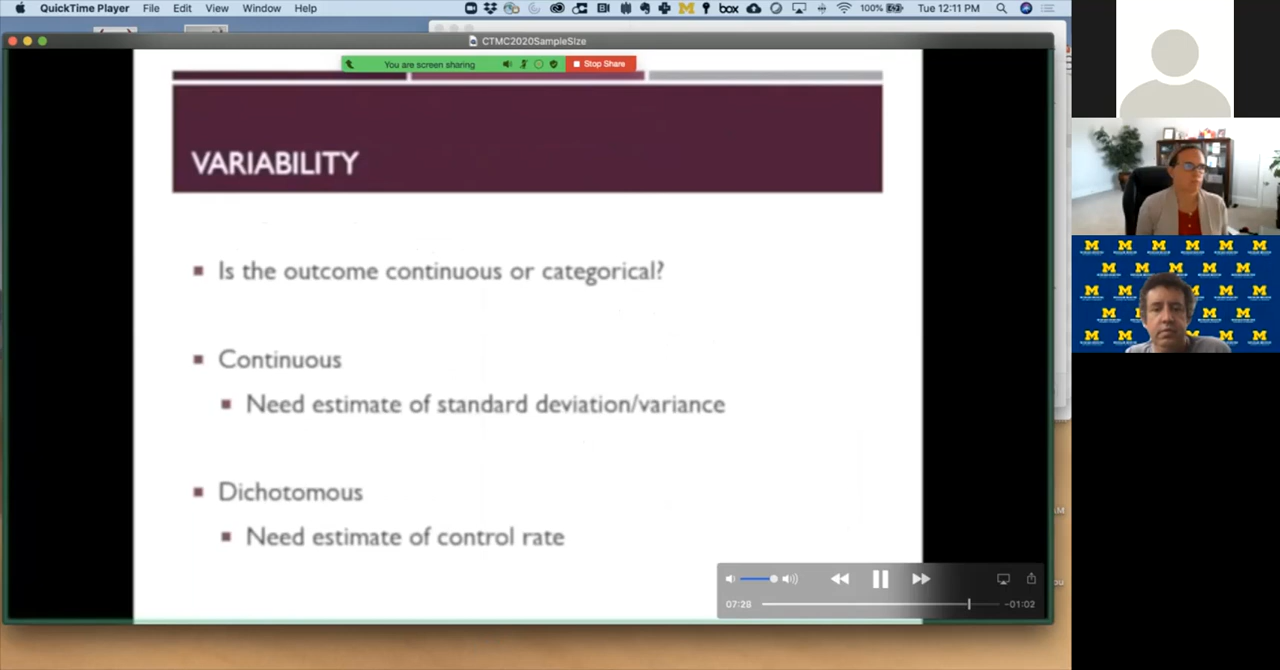 QuickTime Player File Edit View Window Help
box 100% Tue 12:11 PM
CTMC2020SampleSize
You are screen sharing Stop Share
VARIABILITY
Is the outcome continuous or categorical?
Continuous
Need estimate of standard deviation/variance
Dichotomous
Need estimate of control rate
07:28 -01:02